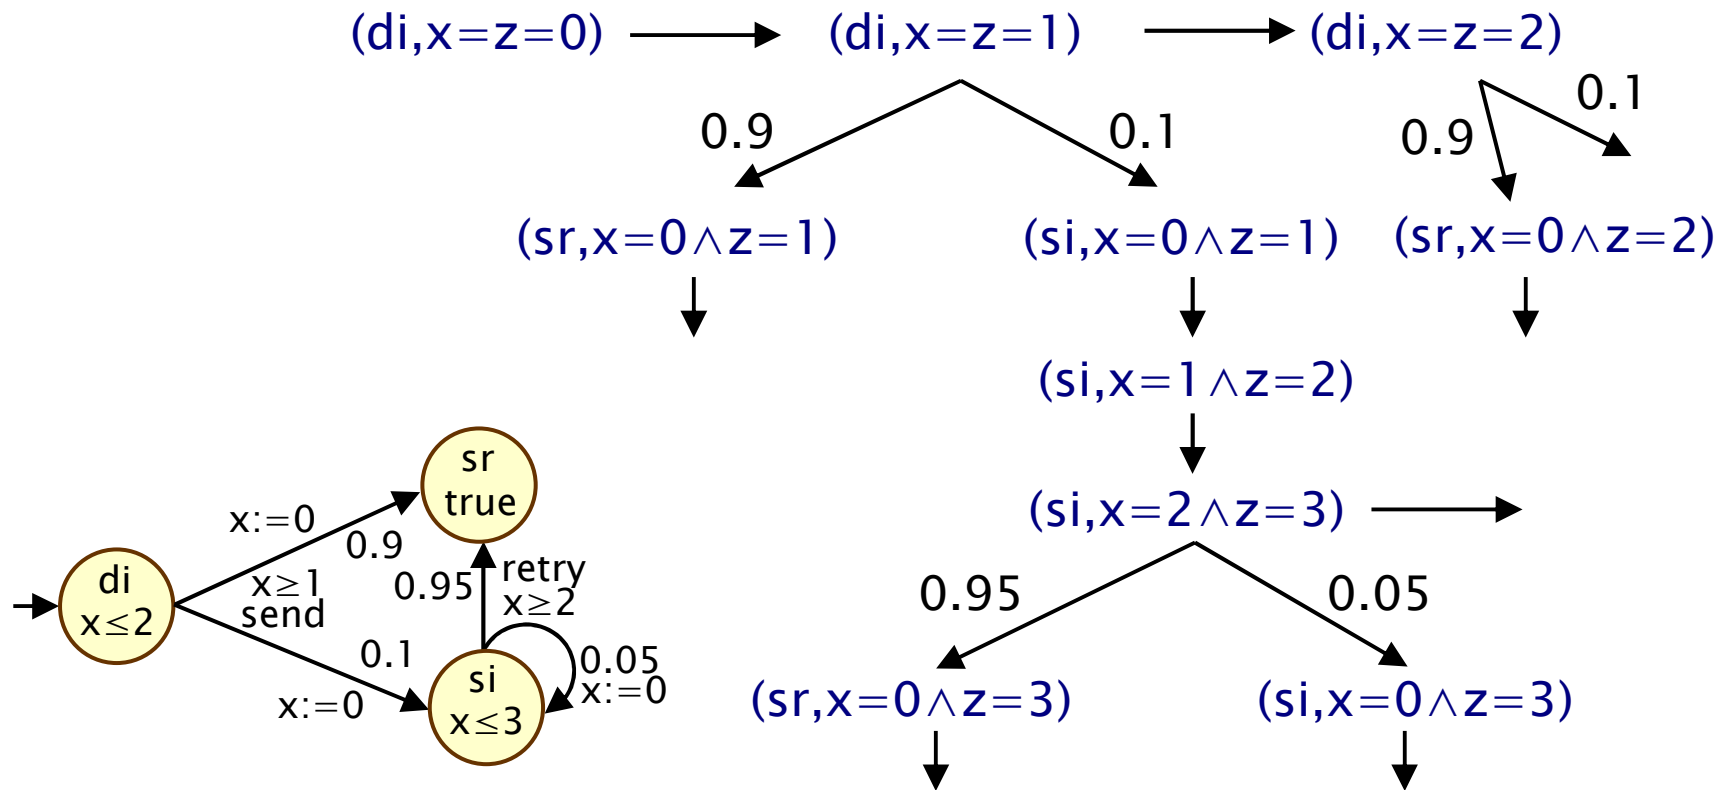 (di,x=z=0)
(di,x=z=1)
(di,x=z=2)
0.9
0.1
0.9
0.1
(sr,x=0∧z=1)
(si,x=0∧z=1)
(sr,x=0∧z=2)
(si,x=1∧z=2)
(si,x=2∧z=3)
0.95
0.05
(sr,x=0∧z=3)
(si,x=0∧z=3)
sr
true
x:=0
0.9
di
x≤2
x≥1
send
0.95
retry
x≥2
0.1
x:=0
si
x≤3
0.05
x:=0